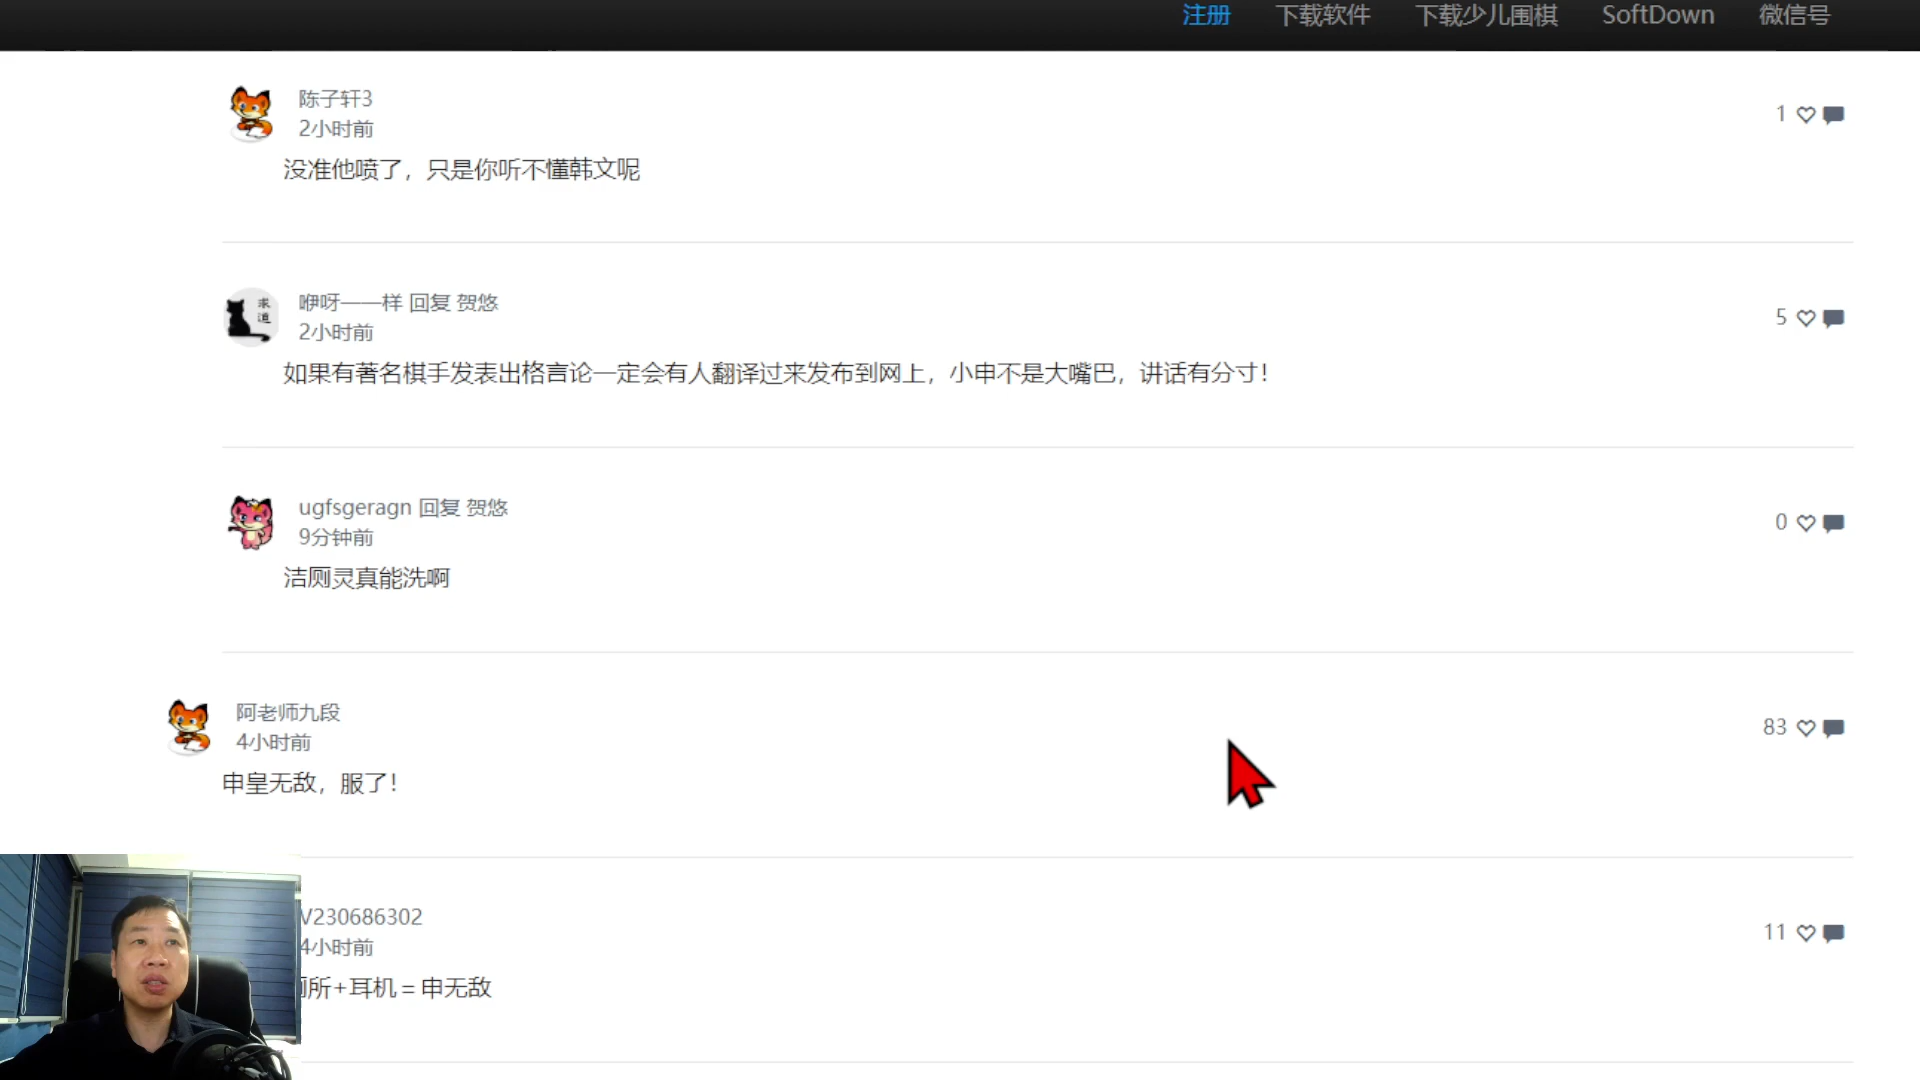 注册 下载软件 下载少儿围棋 SoftDown 微信号
陈子轩3
2小时前
1
没准他喷了，只是你听不懂韩文呢
求道
咿呀——样 回复 贺悠
2小时前
5
如果有著名棋手发表出格言论一定会有人翻译过来发布到网上，小申不是大嘴巴，讲话有分寸！
ugfsgeragn 回复 贺悠
9分钟前
0
洁厕灵真能洗啊
阿老师九段
4小时前
83
申皇无敌，服了！
V230686302
4小时前
11
所+耳机 = 申无敌